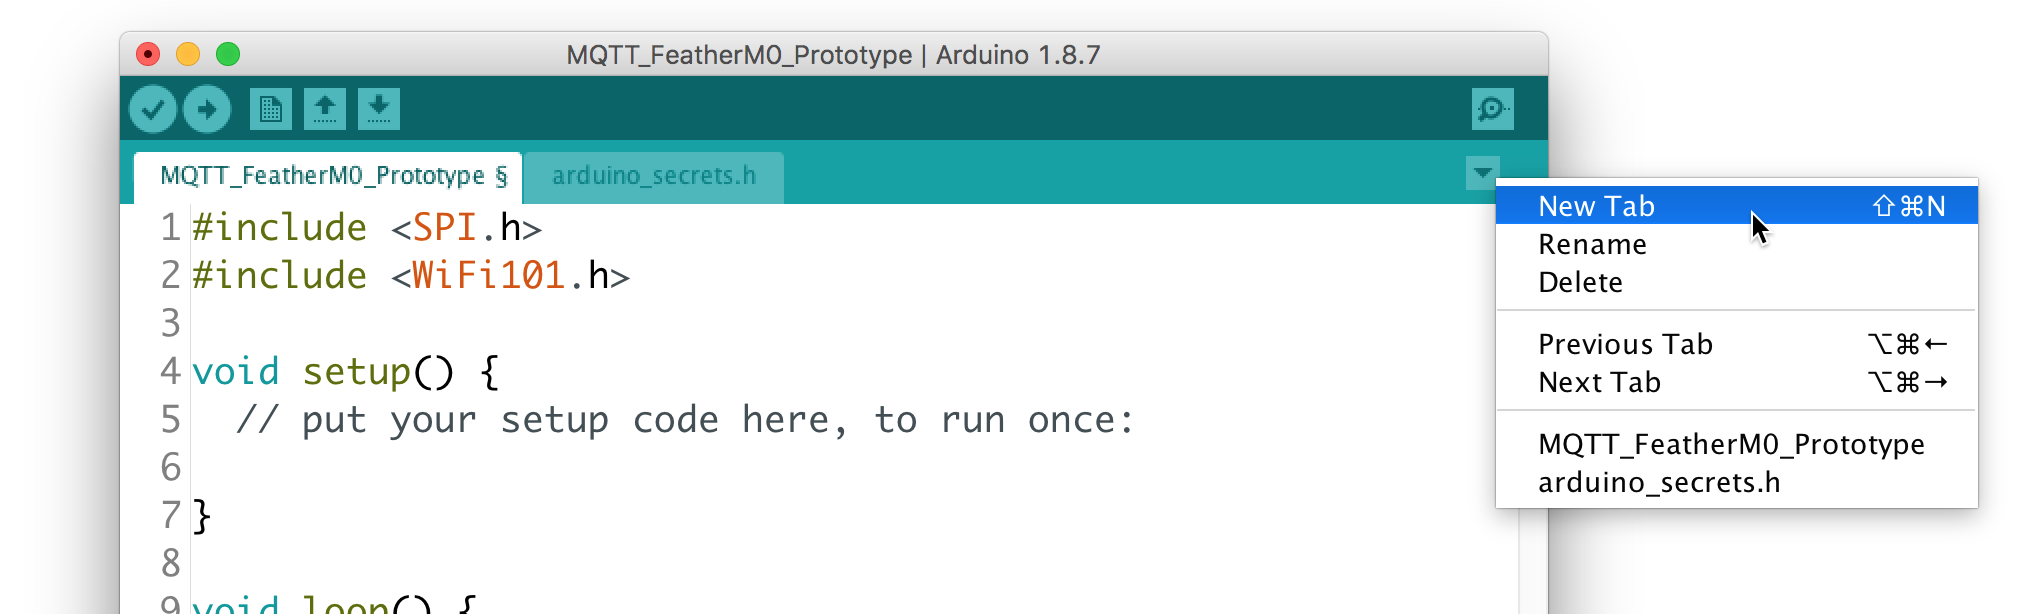 MQTT_FeatherM0_Prototype | Arduino 1.8.7
MQTT_FeatherM0_Prototype § arduino_secrets.h
New Tab ⇧⌘N
Rename
Delete
Previous Tab ⌥⌘←
Next Tab ⌥⌘→
MQTT_FeatherM0_Prototype
arduino_secrets.h
1 #include <SPI.h>
2 #include <WiFi101.h>
3
4 void setup() {
5 // put your setup code here, to run once:
6
7 }
8
9 void loop() {